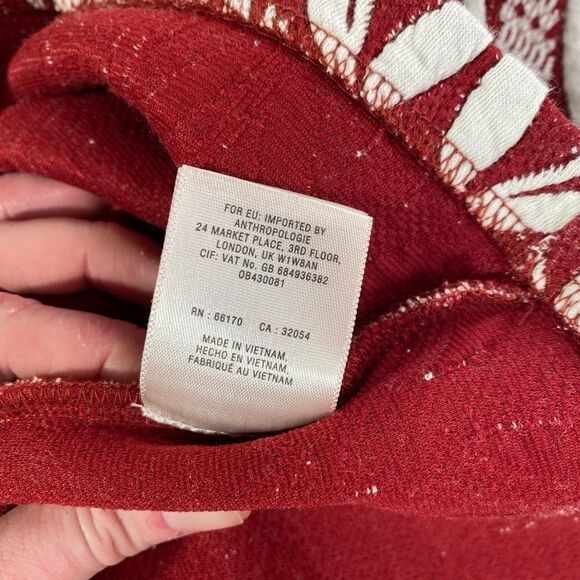 FOR EU: IMPORTED BY
ANTHROPOLOGIE
24 MARKET PLACE, 3RD FLOOR,
LONDON, UK W1W8AN
CIF: VAT No. GB 684936382
OB430081
RN : 66170 CA : 32054
MADE IN VIETNAM,
HECHO EN VIETNAM,
FABRIQUÉ AU VIETNAM